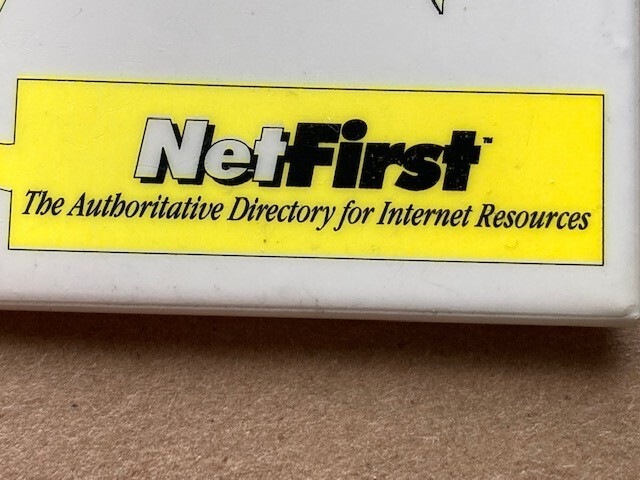 NetFirst™
The Authoritative Directory for Internet Resources